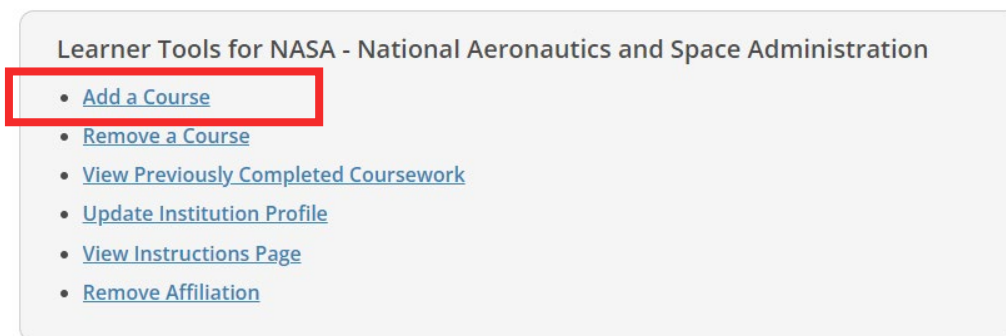 Learner Tools for NASA - National Aeronautics and Space Administration
• Add a Course
• Remove a Course
• View Previously Completed Coursework
• Update Institution Profile
• View Instructions Page
• Remove Affiliation